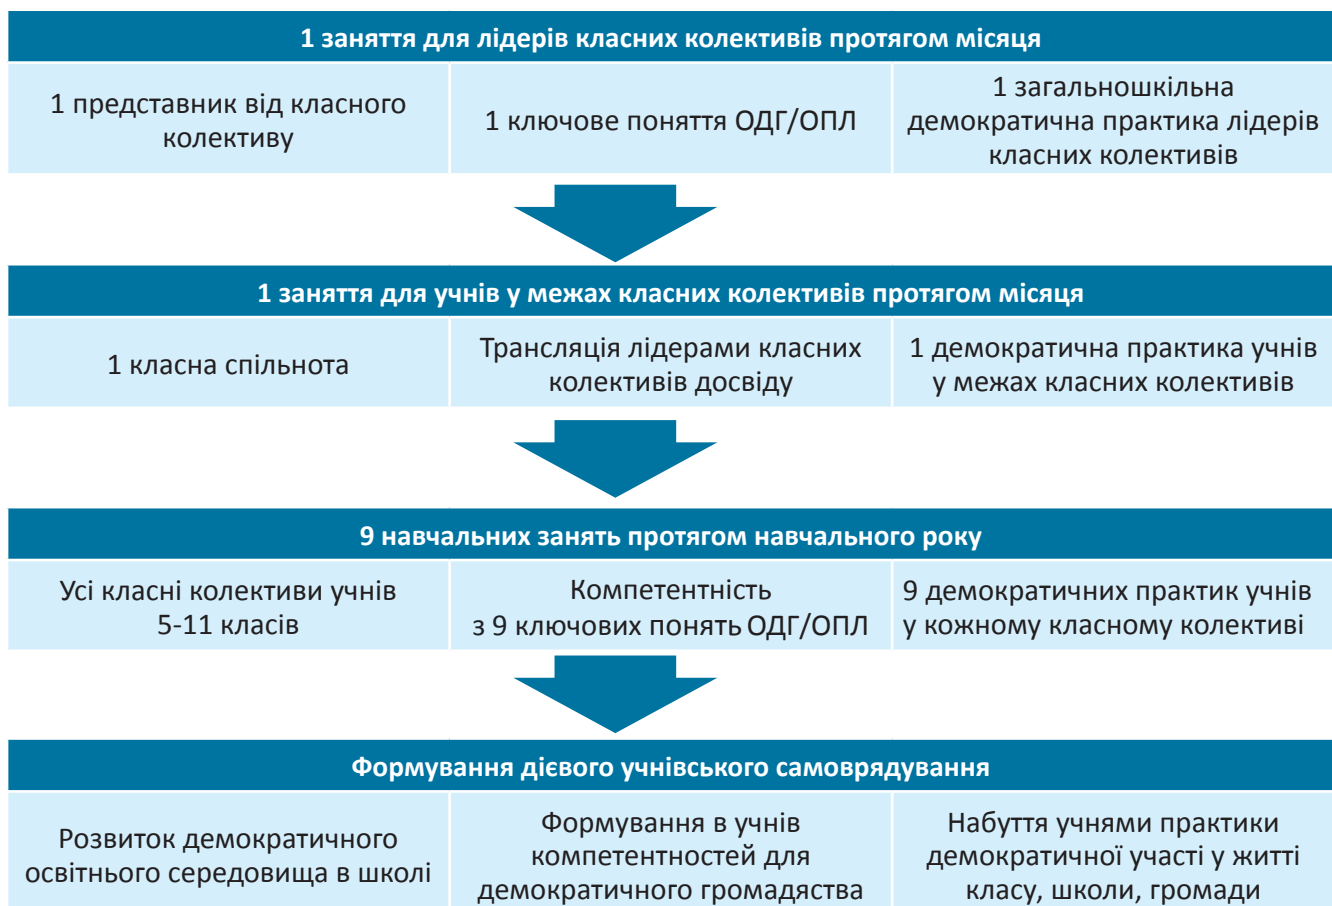 1 заняття для лідерів класних колективів протягом місяця
1 представник від класного
колективу
1 ключове поняття ОДГ/ОПЛ
1 загальношкільна
демократична практика лідерів
класних колективів
1 заняття для учнів у межах класних колективів протягом місяця
1 класна спільнота
Трансляція лідерами класних
колективів досвіду
1 демократична практика учнів
у межах класних колективів
9 навчальних занять протягом навчального року
Усі класні колективи учнів
5-11 класів
Компетентність
з 9 ключових понять ОДГ/ОПЛ
9 демократичних практик учнів
у кожному класному колективі
Формування дієвого учнівського самоврядування
Розвиток демократичного
освітнього середовища в школі
Формування в учнів
компетентностей для
демократичного громадяства
Набуття учнями практики
демократичної участі у житті
класу, школи, громади